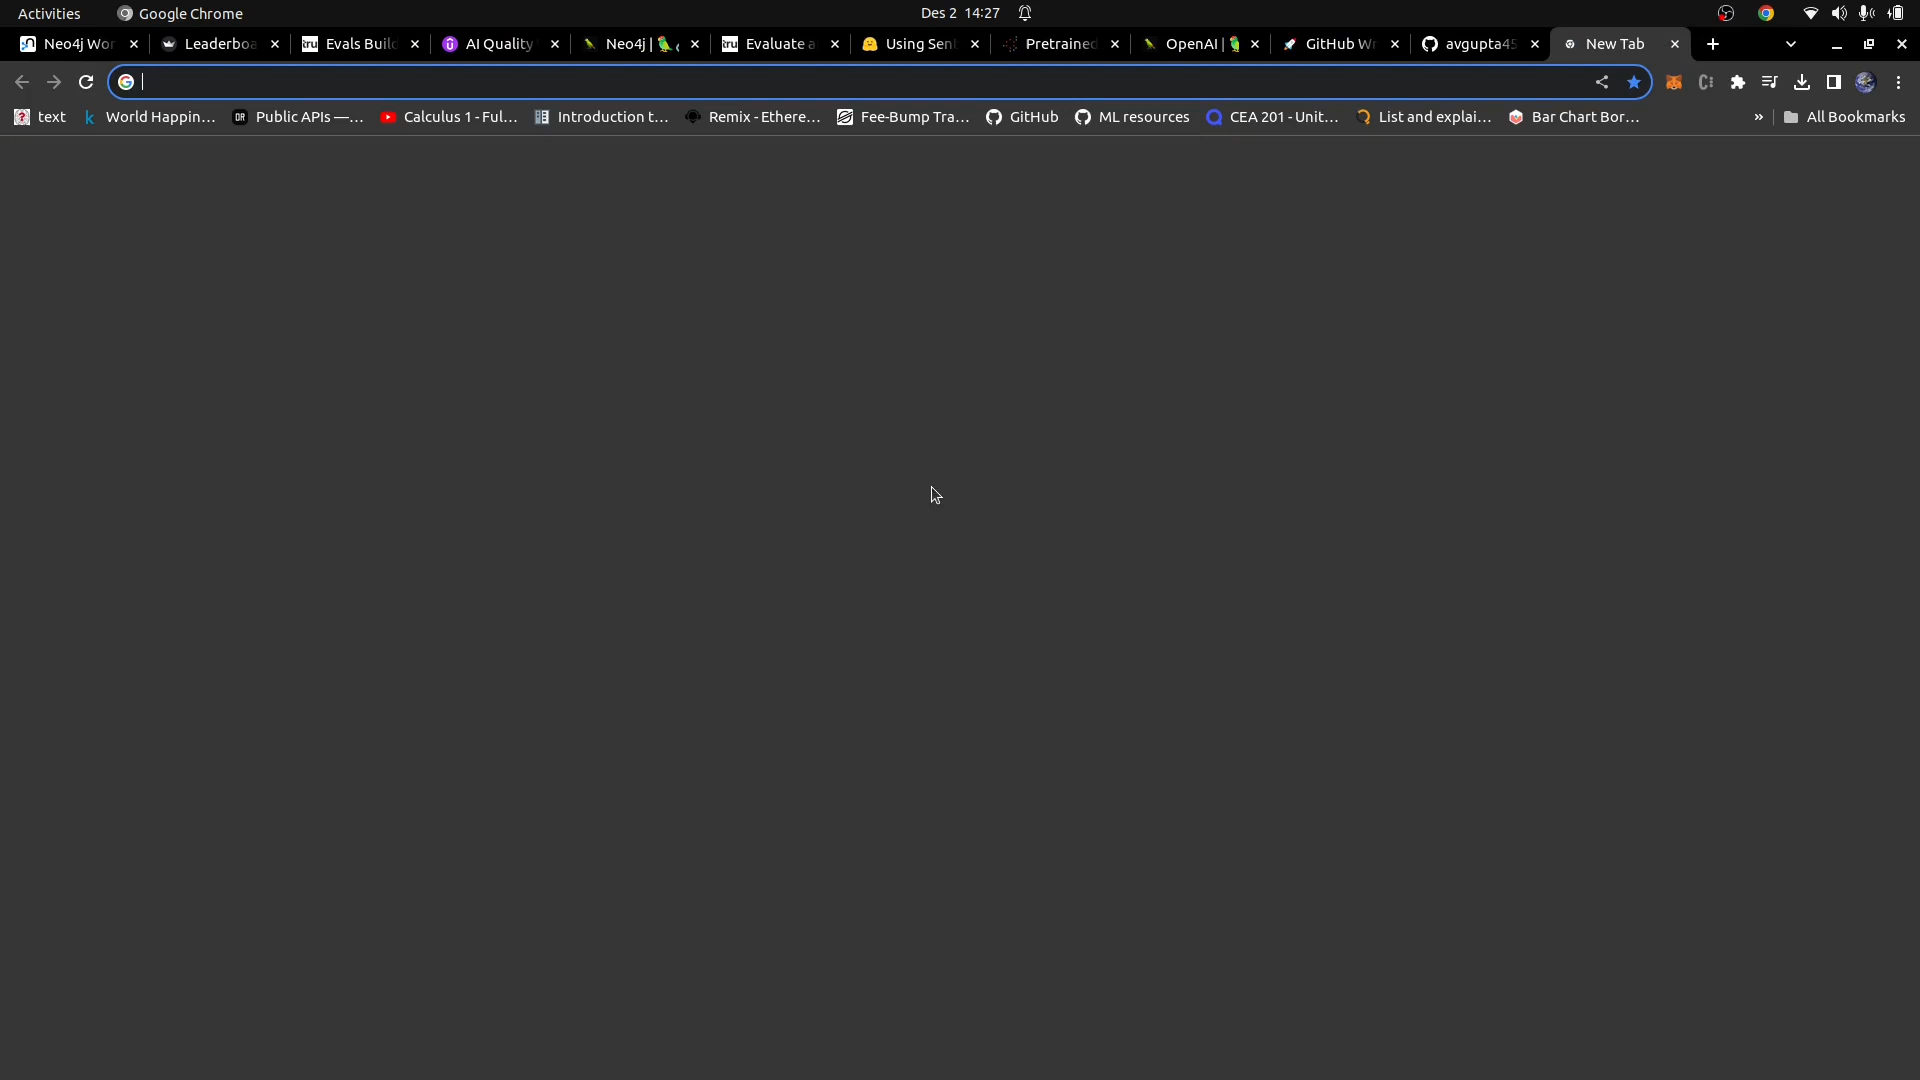 Activities Google Chrome Des 2 14:27
Neo4j Wor Leaderboa Evals Build AI Quality Neo4j | Evaluate a Using Sent Pretrained OpenAI | GitHub Wr avgupta45 New Tab
text World Happin... Public APIs —... Calculus 1 - Ful... Introduction t... Remix - Ethere... Fee-Bump Tra... GitHub ML resources CEA 201 - Unit... List and explai... Bar Chart Bor... » All Bookmarks